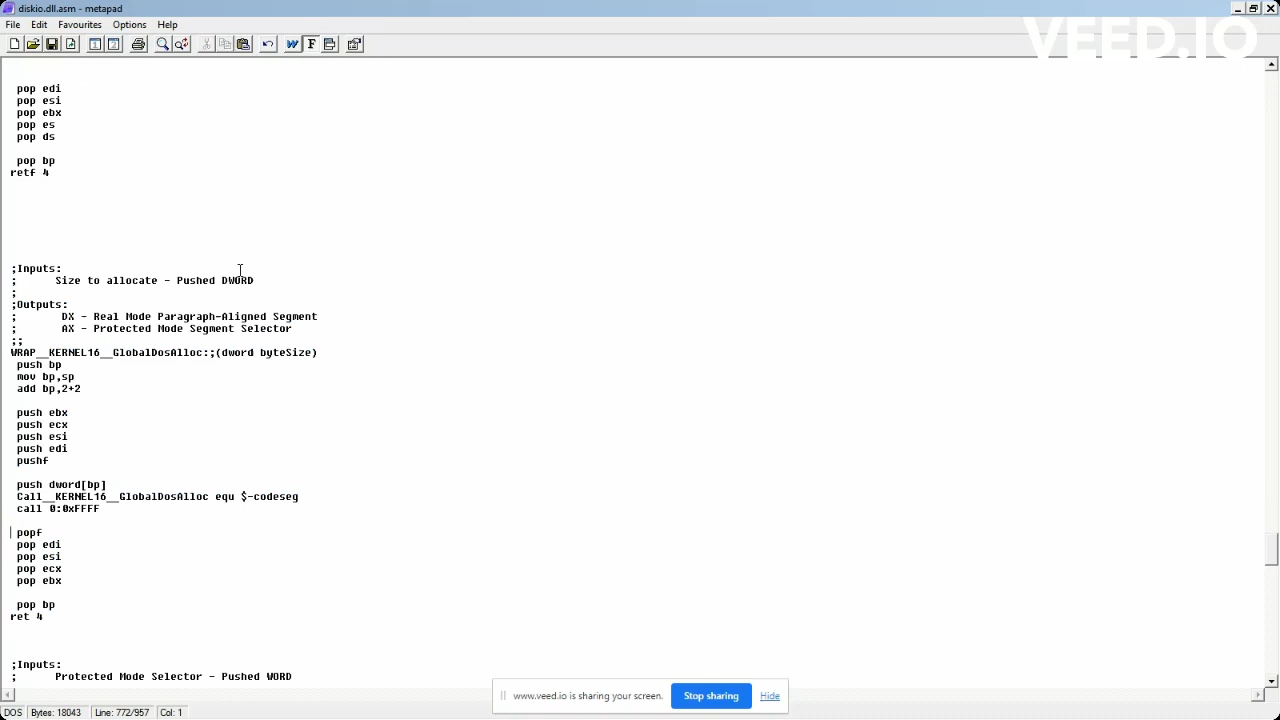 diskio.dll.asm - metapad
File Edit Favourites Options Help
VEED.IO
pop edi
pop esi
pop ebx
pop es
pop ds
pop bp
retf 4
;Inputs:
; Size to allocate - Pushed DWORD
;
;Outputs:
; DX - Real Mode Paragraph-Aligned Segment
; AX - Protected Mode Segment Selector
;;
WRAP__KERNEL16__GlobalDosAlloc:;(dword byteSize)
push bp
mov bp,sp
add bp,2+2
push ebx
push ecx
push esi
push edi
pushf
push dword[bp]
Call__KERNEL16__GlobalDosAlloc equ $-codeseg
call 0:0xFFFF
popf
pop edi
pop esi
pop ecx
pop ebx
pop bp
ret 4
;Inputs:
; Protected Mode Selector - Pushed WORD
www.veed.io is sharing your screen. Stop sharing Hide
DOS Bytes: 18043 Line: 772/957 Col: 1